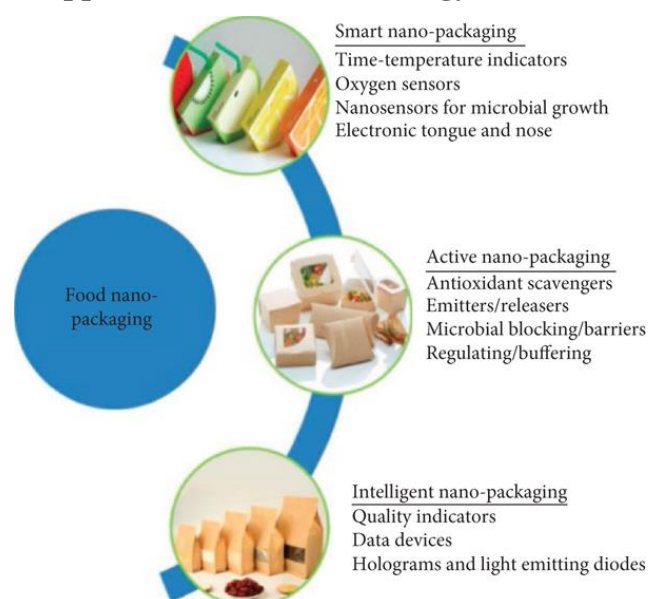 Smart nano-packaging
Time-temperature indicators
Oxygen sensors
Nanosensors for microbial growth
Electronic tongue and nose
Food nano-
packaging
Active nano-packaging
Antioxidant scavengers
Emitters/releasers
Microbial blocking/barriers
Regulating/buffering
Intelligent nano-packaging
Quality indicators
Data devices
Holograms and light emitting diodes